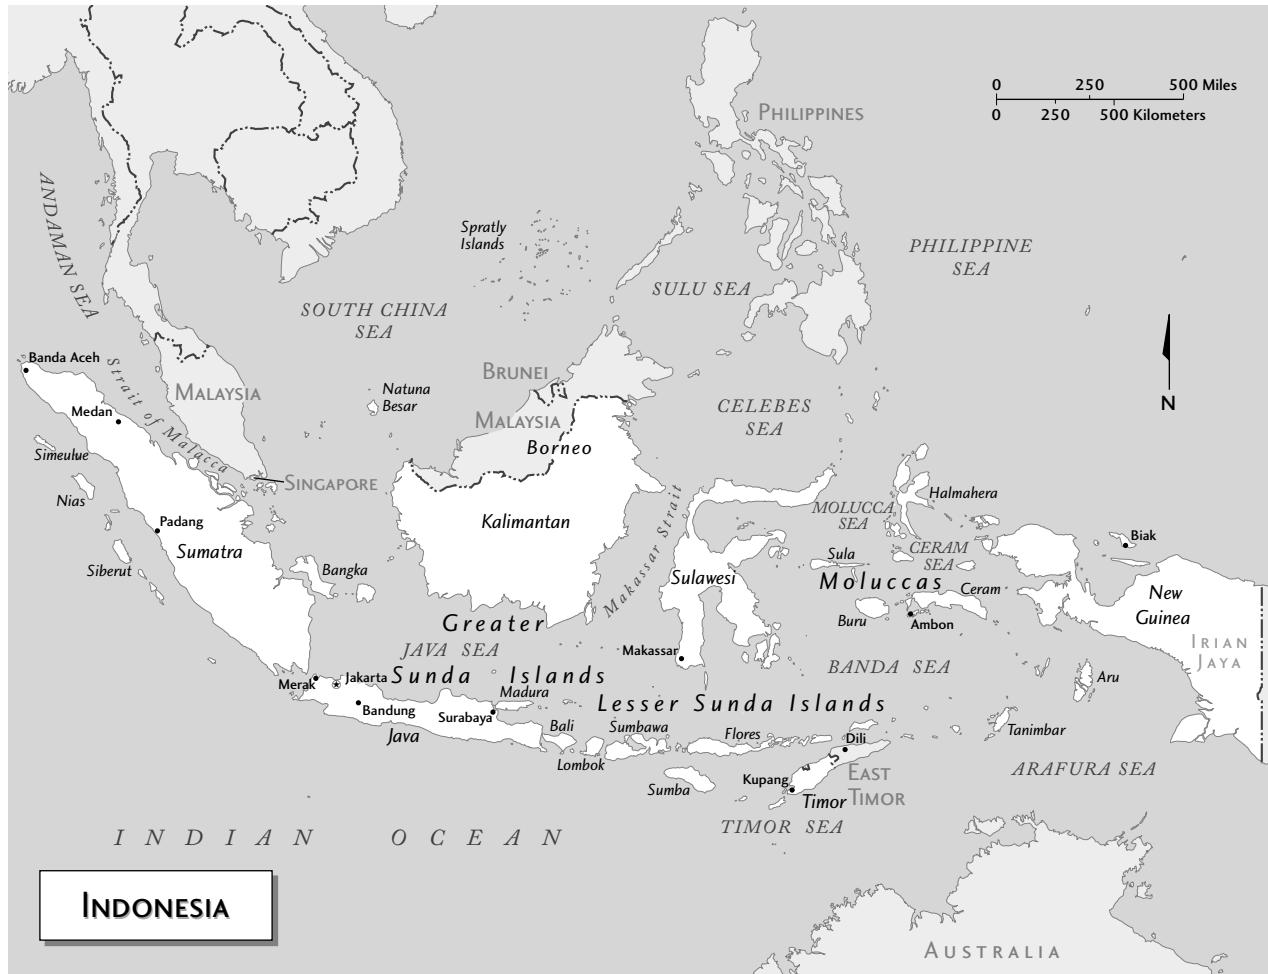 0 250 500 Miles
0 250 500 Kilometers
PHILIPPINES
ANDAMAN SEA
Spratly
Islands
PHILIPPINE
SEA
SULU SEA
SOUTH CHINA
SEA
N
Banda Aceh
Strait of Malacca
MALAYSIA
BRUNEI
Natuna
Besar
Medan
MALAYSIA
CELEBES
SEA
Borneo
Simeulue
SINGAPORE
Nias
Halmahera
MOLUCCA
SEA
Padang
Kalimantan
Makassar Strait
Biak
Sumatra
CERAM
SEA
Sula
Siberut
Bangka
Sulawesi
Moluccas
Ceram
New
Guinea
Greater
Buru
Ambon
IRIAN
JAYA
JAVA SEA
Makassar
BANDA SEA
Sunda Islands
Merak
Jakarta
Aru
Madura
Lesser Sunda Islands
Bandung
Surabaya
Java
Bali
Sumbawa
Flores
Dili
Tanimbar
Lombok
ARAFURA SEA
Sumba
Kupang
EAST
TIMOR
Timor
TIMOR SEA
INDIAN OCEAN
INDONESIA
AUSTRALIA